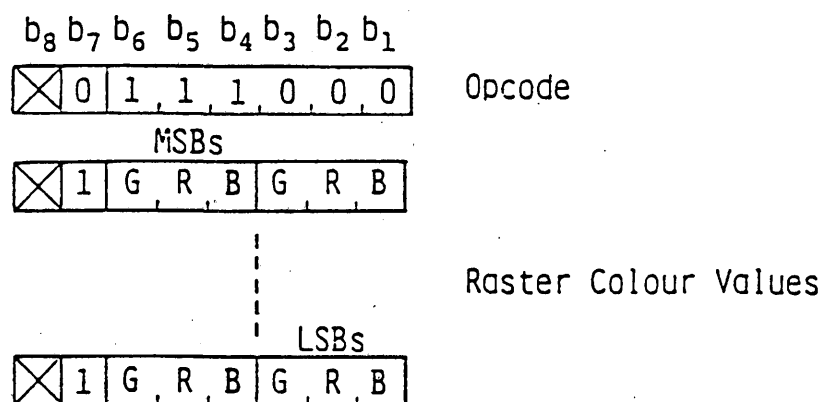 b8 b7 b6 b5 b4 b3 b2 b1
0 1 1 1 0 0 0 Opcode
MSBs
1 G R B G R B
Raster Colour Values
LSBs
1 G R B G R B